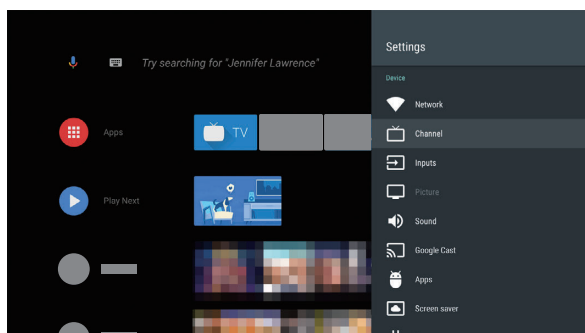 Settings
Try searching for "Jennifer Lawrence"
Device
Network
Apps
TV
Channel
Inputs
Play Next
Picture
Sound
Google Cast
Apps
Screen saver